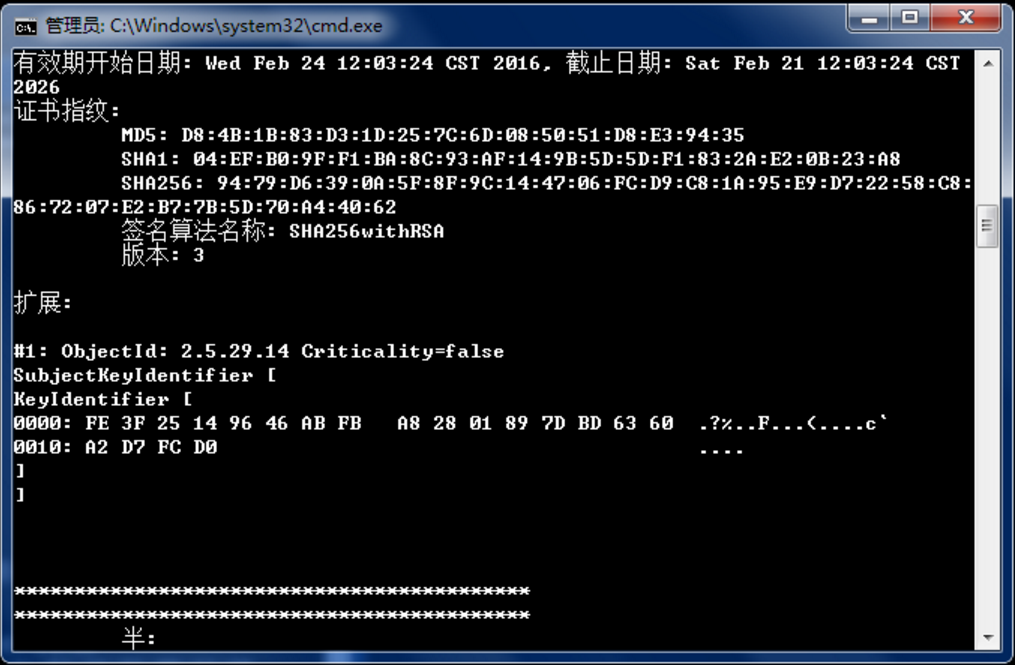 管理员: C:\Windows\system32\cmd.exe
有效期开始日期: Wed Feb 24 12:03:24 CST 2016, 截止日期: Sat Feb 21 12:03:24 CST
2026
证书指纹:
MD5: D8:4B:1B:83:D3:1D:25:7C:6D:08:50:51:D8:E3:94:35
SHA1: 04:EF:B0:9F:F1:BA:8C:93:AF:14:9B:5D:5D:F1:83:2A:E2:0B:23:A8
SHA256: 94:79:D6:39:0A:5F:8F:9C:14:47:06:FC:D9:C8:1A:95:E9:D7:22:58:C8:
86:72:07:E2:B7:7B:5D:70:A4:40:62
签名算法名称: SHA256withRSA
版本: 3
扩展:
#1: ObjectId: 2.5.29.14 Criticality=false
SubjectKeyIdentifier [
KeyIdentifier [
0000: FE 3F 25 14 96 46 AB FB   A8 28 01 89 7D BD 63 60  .?%..F...(....c`
0010: A2 D7 FC D0                                        ....
]
]
*******************************************
*******************************************
半: